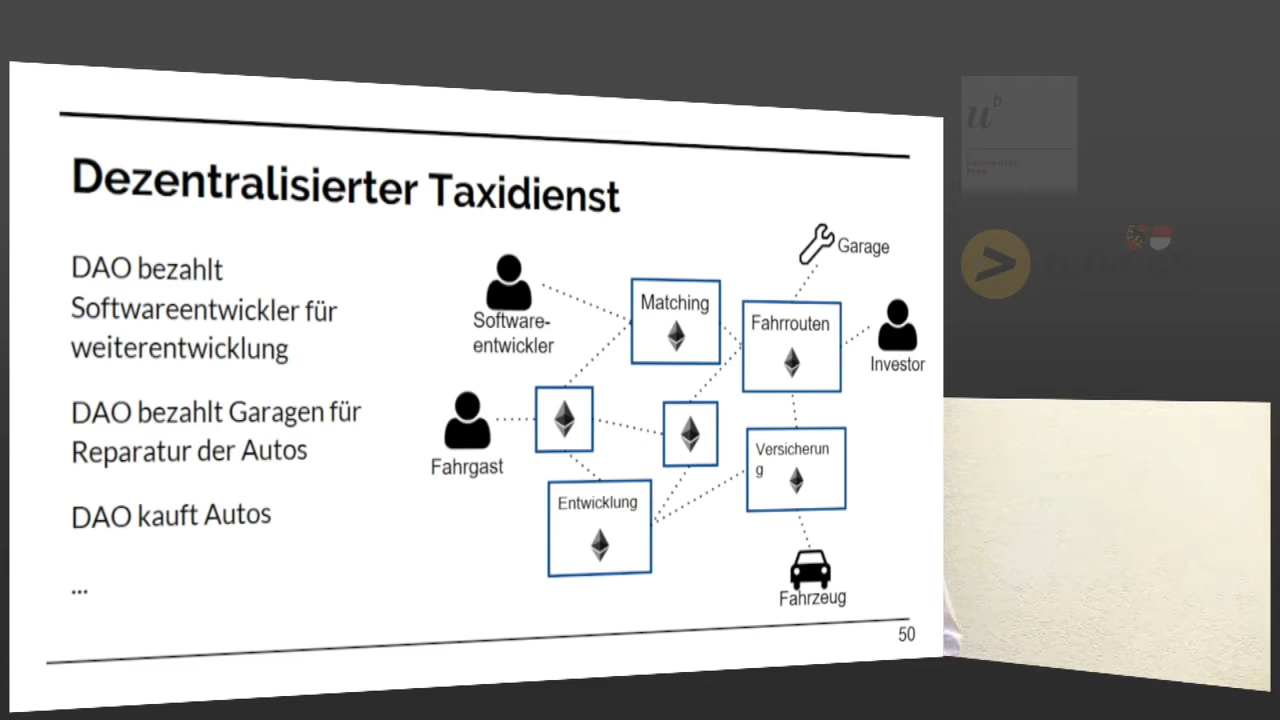 Dezentralisierter Taxidienst
DAO bezahlt
Softwareentwickler für
weiterentwicklung
DAO bezahlt Garagen für
Reparatur der Autos
DAO kauft Autos
...
Software-
entwickler
Fahrgast
Matching
Garage
Fahrrouten
Investor
Entwicklung
Versicherun
g
Fahrzeug
50
u
b